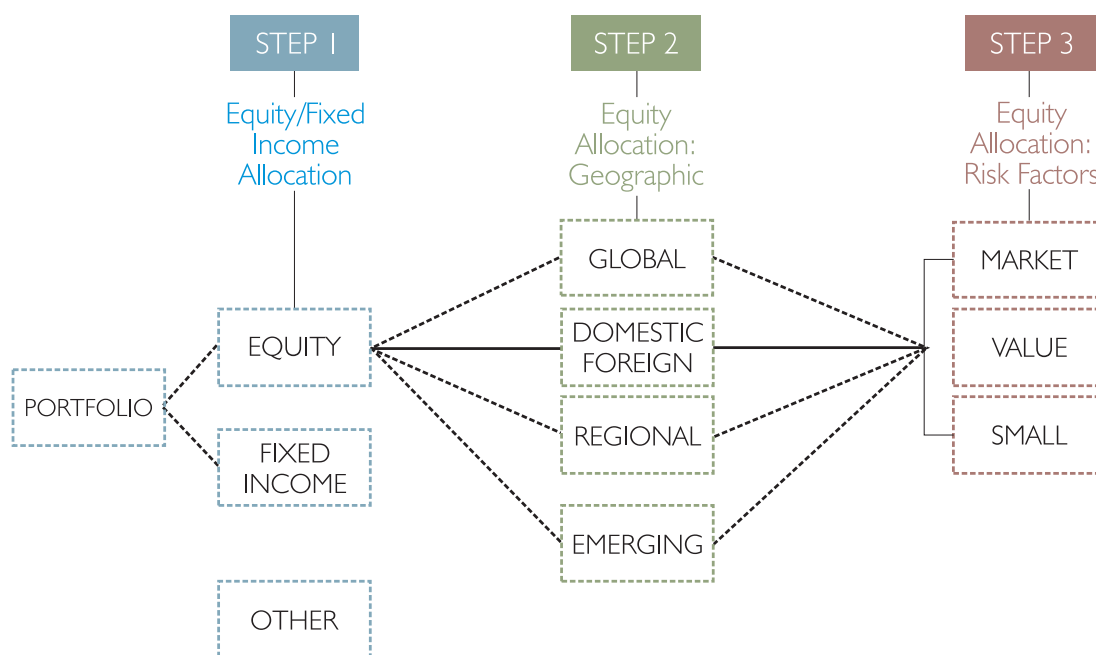 STEP 1
Equity/Fixed
Income
Allocation
STEP 2
Equity
Allocation:
Geographic
STEP 3
Equity
Allocation:
Risk Factors
PORTFOLIO
EQUITY
FIXED
INCOME
OTHER
GLOBAL
DOMESTIC
FOREIGN
REGIONAL
EMERGING
MARKET
VALUE
SMALL